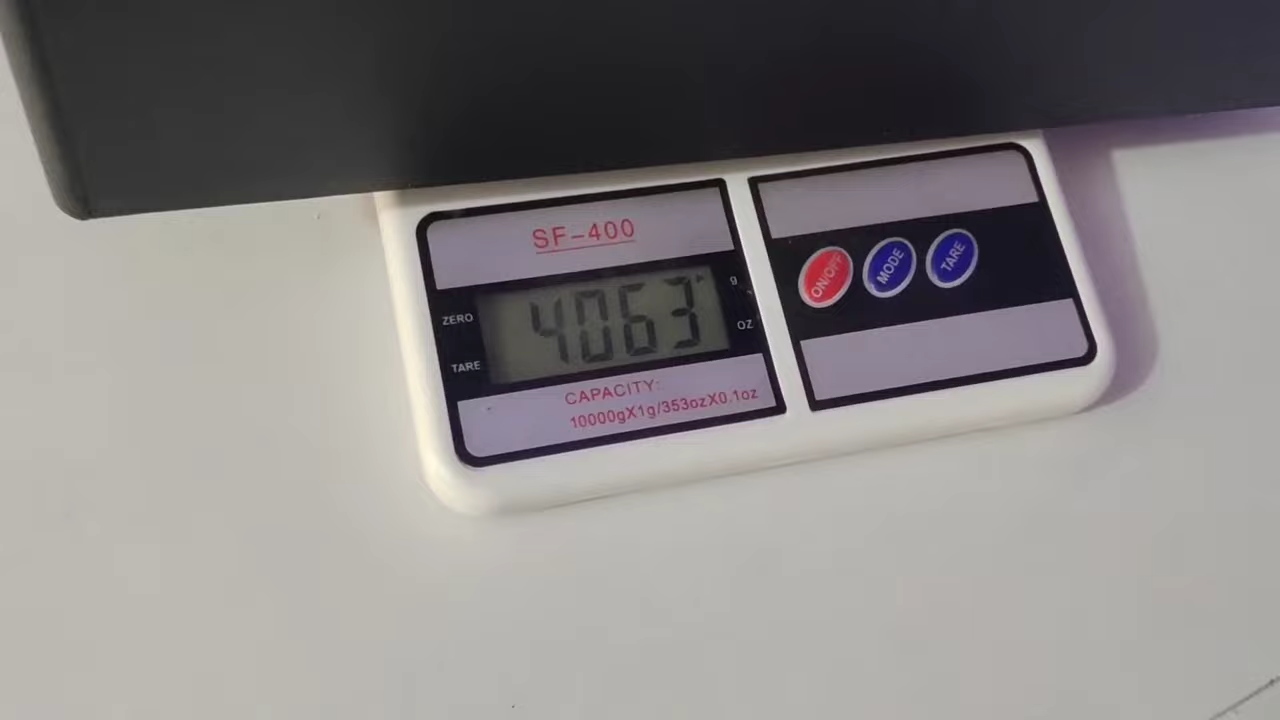 SF-400
4063
g
ZERO
OZ
TARE
CAPACITY:
10000gX1g/353ozX0.1oz
ON/OFF
MODE
TARE